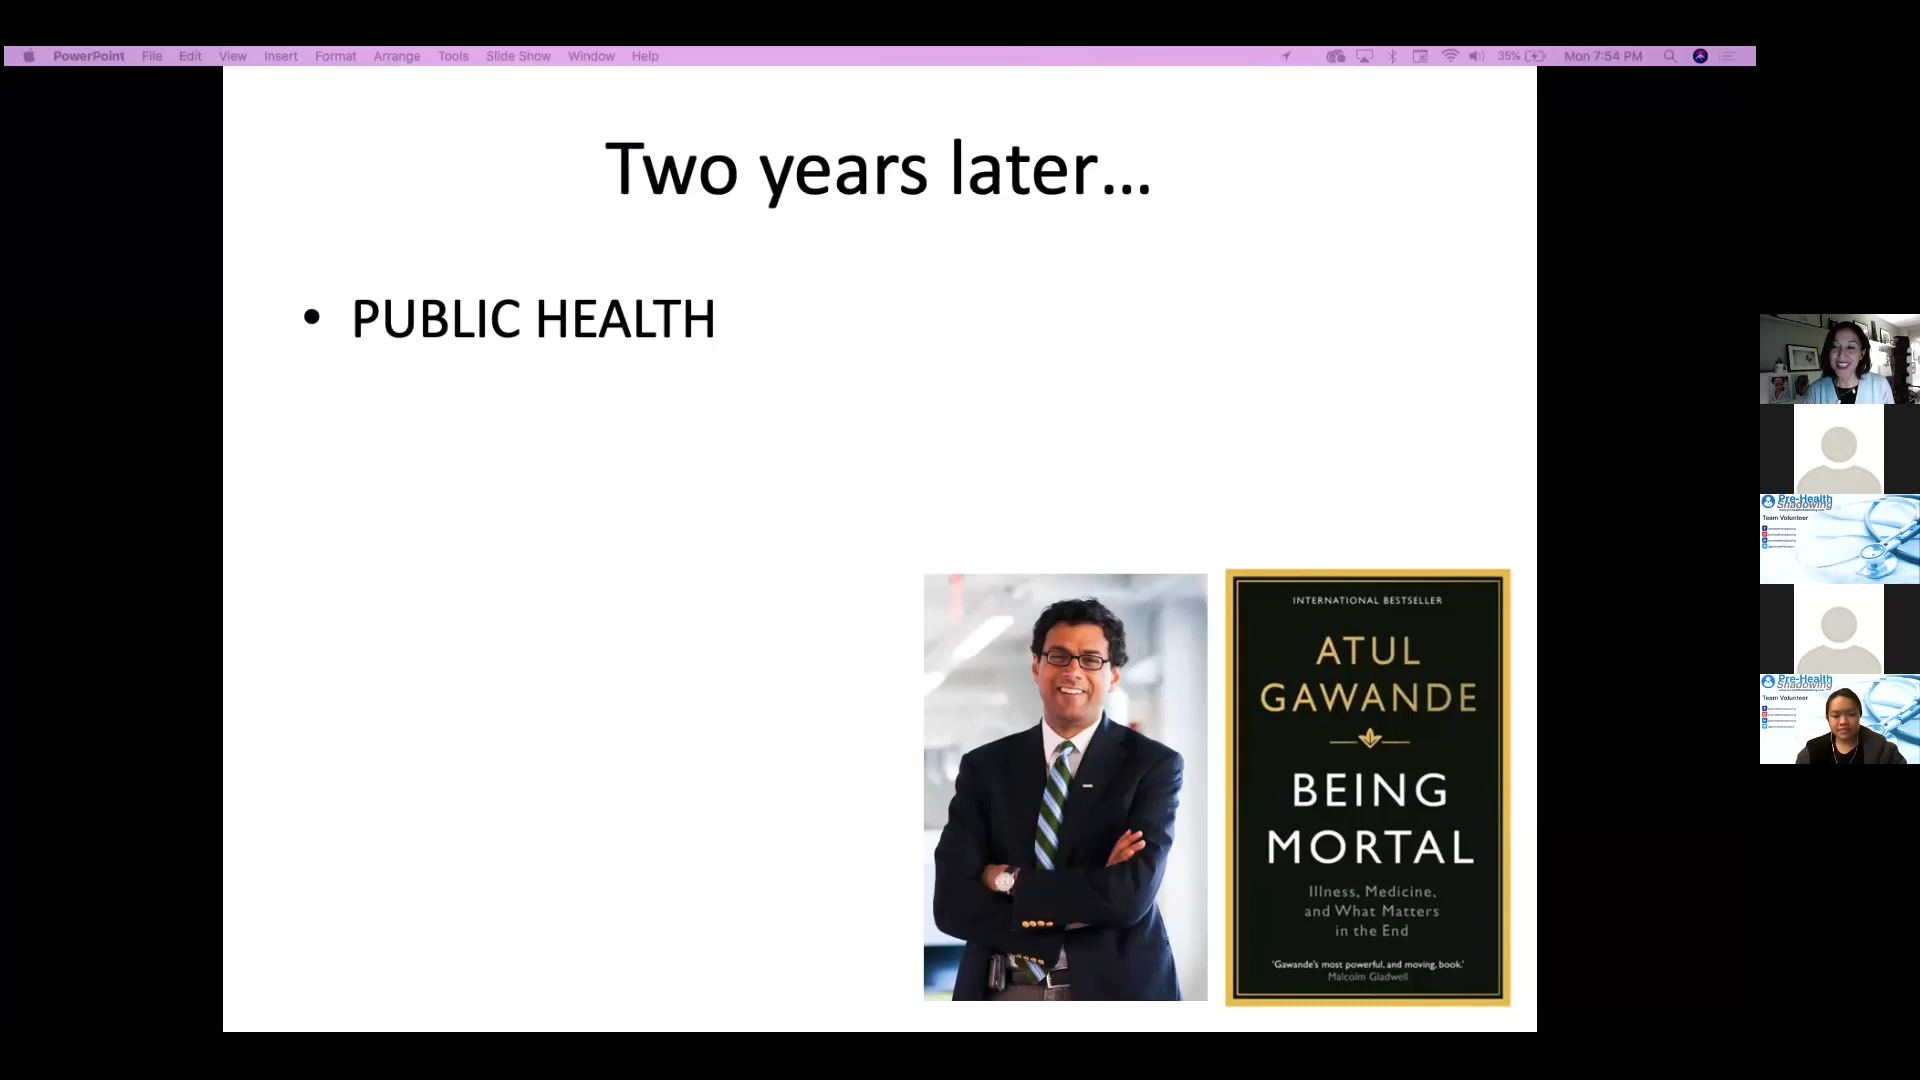 PowerPoint File Edit View Insert Format Arrange Tools Slide Show Window Help 35% Mon 7:54 PM
Two years later...
• PUBLIC HEALTH
INTERNATIONAL BESTSELLER
ATUL
GAWANDE
BEING
MORTAL
Illness, Medicine,
and What Matters
in the End
'Gawande's most powerful, and moving, book.'
Malcolm Gladwell
Pre-Health
Shadowing
Team Volunteer
Pre-Health
Shadowing
Team Volunteer